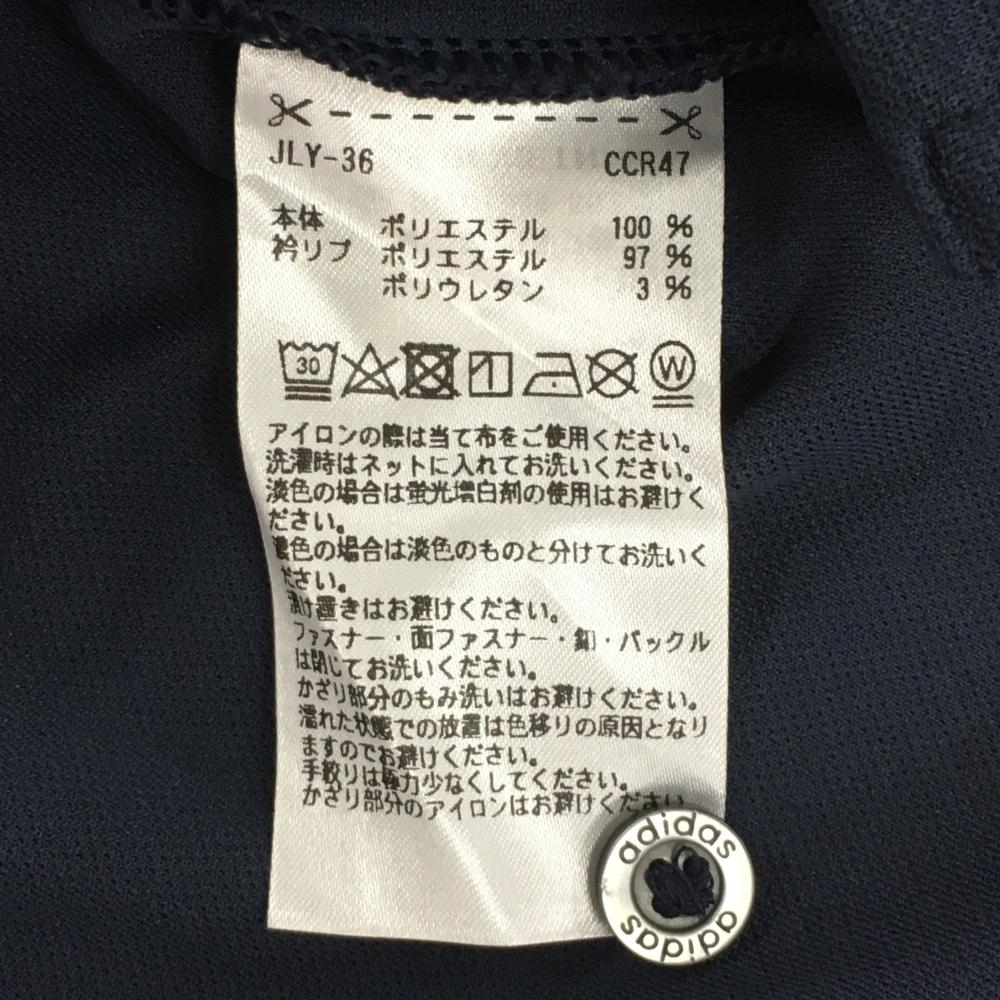 JLY-36 CCR47
本体 ポリエステル 100 %
衿リブ ポリエステル 97 %
ポリウレタン 3 %
30 W
アイロンの際は当て布をご使用ください。
洗濯時はネットに入れてお洗いください。
淡色の場合は蛍光増白剤の使用はお避けく
ださい。
濃色の場合は淡色のものと分けてお洗いく
ださい。
漬け置きはお避けください。
ファスナー・面ファスナー・釦・バックル
は閉じてお洗いください。
かざり部分のもみ洗いはお避けください。
濡れた状態での放置は色移りの原因となり
ますのでお避けください。
手絞りは極力少なくしてください。
かざり部分のアイロンはお避けください
adidas
adidas